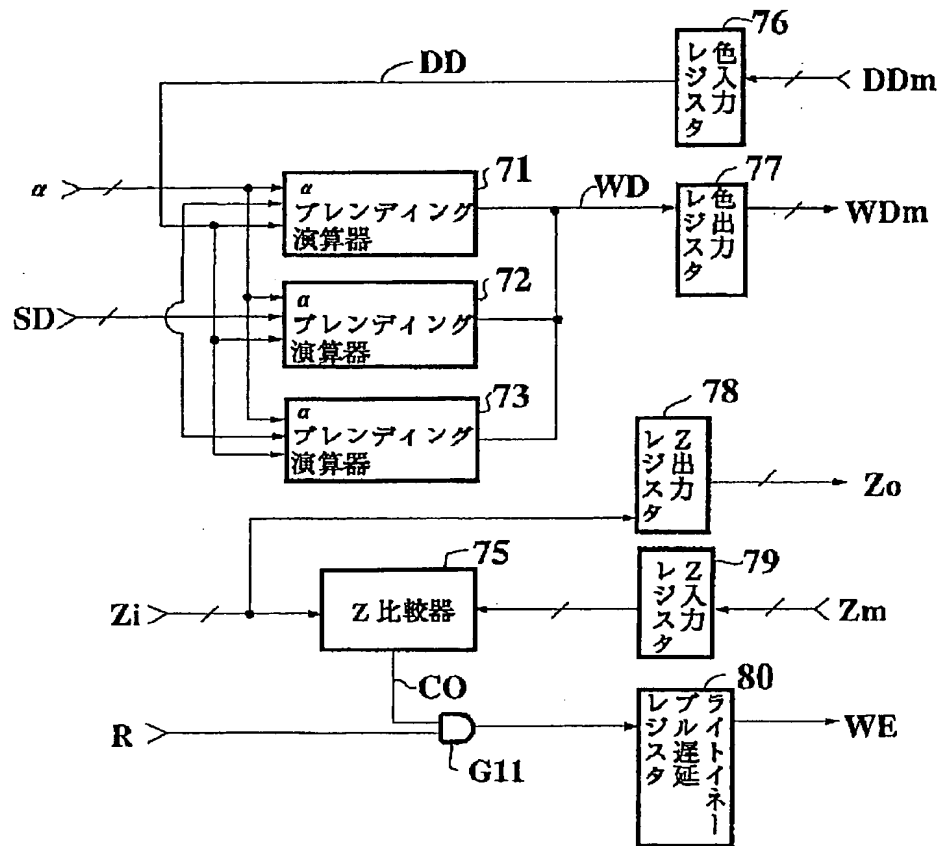 76
色入力
レジスタ
DD
DDm
α
71
α
ブレンディング
演算器
WD
77
色出力
レジスタ
WDm
SD
72
α
ブレンディング
演算器
73
α
ブレンディング
演算器
78
Z出力
レジスタ
Zo
Zi
75
Z 比較器
79
Z入力
レジスタ
Zm
CO
R
G11
80
ライトイネー
ブル遅延
レジスタ
WE